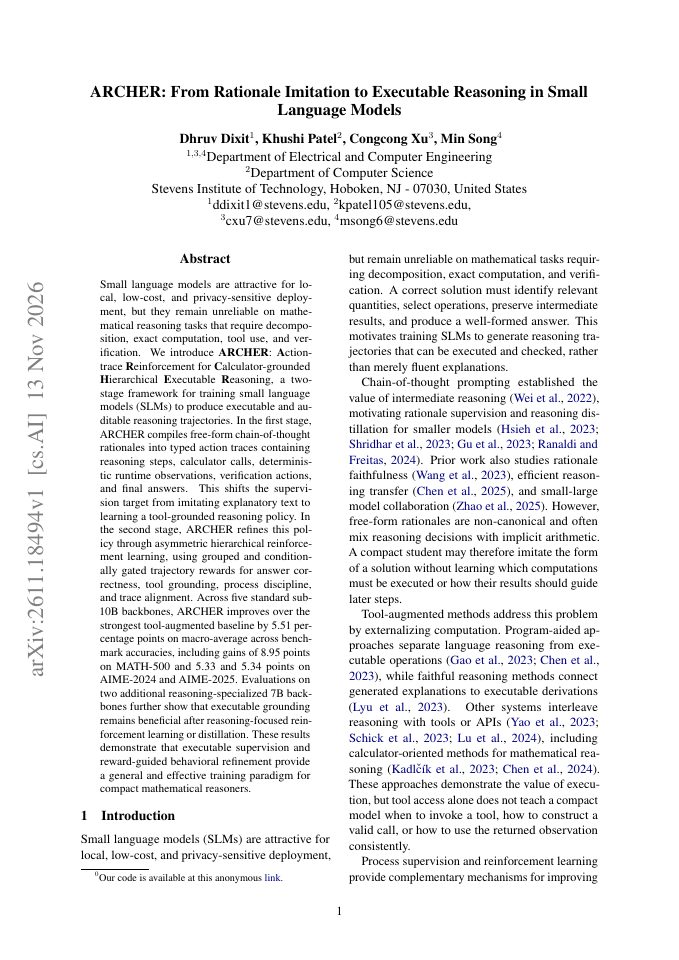 ARCHER: From Rationale Imitation to Executable Reasoning in Small
Language Models
Dhruv Dixit1, Khushi Patel2, Congcong Xu3, Min Song4
1,3,4Department of Electrical and Computer Engineering
2Department of Computer Science
Stevens Institute of Technology, Hoboken, NJ - 07030, United States
1ddixit1@stevens.edu, 2kpatel105@stevens.edu,
3cxu7@stevens.edu, 4msong6@stevens.edu
arXiv:2611.18494v1 [cs.AI] 13 Nov 2026
Abstract
Small language models are attractive for lo-
cal, low-cost, and privacy-sensitive deploy-
ment, but they remain unreliable on mathe-
matical reasoning tasks that require decompo-
sition, exact computation, tool use, and ver-
ification. We introduce ARCHER: Action-
trace Reinforcement for Calculator-grounded
Hierarchical Executable Reasoning, a two-
stage framework for training small language
models (SLMs) to produce executable and au-
ditable reasoning trajectories. In the first stage,
ARCHER compiles free-form chain-of-thought
rationales into typed action traces containing
reasoning steps, calculator calls, determinis-
tic runtime observations, verification actions,
and final answers. This shifts the supervi-
sion target from imitating explanatory text to
learning a tool-grounded reasoning policy. In
the second stage, ARCHER refines this pol-
icy through asymmetric hierarchical reinforce-
ment learning, using grouped and condition-
ally gated trajectory rewards for answer cor-
rectness, tool grounding, process discipline,
and trace alignment. Across five standard sub-
10B backbones, ARCHER improves over the
strongest tool-augmented baseline by 5.51 per-
centage points on macro-average across bench-
mark accuracies, including gains of 8.95 points
on MATH-500 and 5.33 and 5.34 points on
AIME-2024 and AIME-2025. Evaluations on
two additional reasoning-specialized 7B back-
bones further show that executable grounding
remains beneficial after reasoning-focused rein-
forcement learning or distillation. These results
demonstrate that executable supervision and
reward-guided behavioral refinement provide
a general and effective training paradigm for
compact mathematical reasoners.
1 Introduction
Small language models (SLMs) are attractive for
local, low-cost, and privacy-sensitive deployment,
0Our code is available at this anonymous link.
but remain unreliable on mathematical tasks requir-
ing decomposition, exact computation, and verifi-
cation. A correct solution must identify relevant
quantities, select operations, preserve intermediate
results, and produce a well-formed answer. This
motivates training SLMs to generate reasoning tra-
jectories that can be executed and checked, rather
than merely fluent explanations.
Chain-of-thought prompting established the
value of intermediate reasoning (Wei et al., 2022),
motivating rationale supervision and reasoning dis-
tillation for smaller models (Hsieh et al., 2023;
Shridhar et al., 2023; Gu et al., 2023; Ranaldi and
Freitas, 2024). Prior work also studies rationale
faithfulness (Wang et al., 2023), efficient reason-
ing transfer (Chen et al., 2025), and small-large
model collaboration (Zhao et al., 2025). However,
free-form rationales are non-canonical and often
mix reasoning decisions with implicit arithmetic.
A compact student may therefore imitate the form
of a solution without learning which computations
must be executed or how their results should guide
later steps.
Tool-augmented methods address this problem
by externalizing computation. Program-aided ap-
proaches separate language reasoning from exe-
cutable operations (Gao et al., 2023; Chen et al.,
2023), while faithful reasoning methods connect
generated explanations to executable derivations
(Lyu et al., 2023). Other systems interleave
reasoning with tools or APIs (Yao et al., 2023;
Schick et al., 2023; Lu et al., 2024), including
calculator-oriented methods for mathematical rea-
soning (Kadlčík et al., 2023; Chen et al., 2024).
These approaches demonstrate the value of execu-
tion, but tool access alone does not teach a compact
model when to invoke a tool, how to construct a
valid call, or how to use the returned observation
consistently.
Process supervision and reinforcement learning
provide complementary mechanisms for improving
1